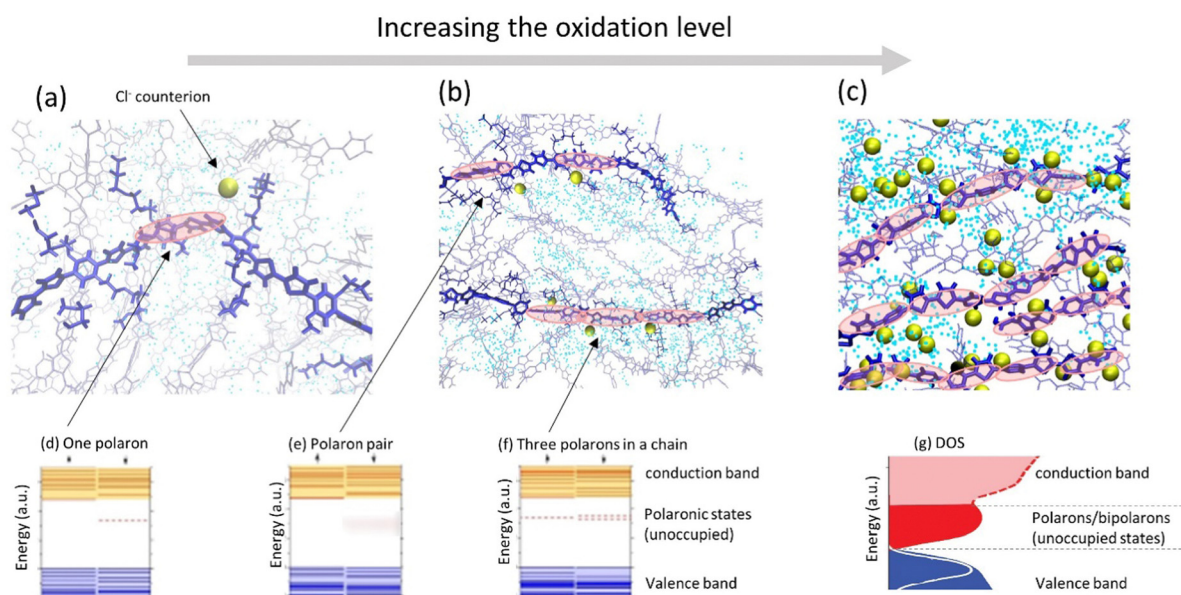 Increasing the oxidation level
(a)
Cl⁻ counterion
(b)
(c)
(d) One polaron
(e) Polaron pair
(f) Three polarons in a chain
(g) DOS
Energy (a.u.)
Energy (a.u.)
Energy (a.u.)
conduction band
Polaronic states
(unoccupied)
Valence band
Energy (a.u.)
conduction band
Polarons/bipolarons
(unoccupied states)
Valence band